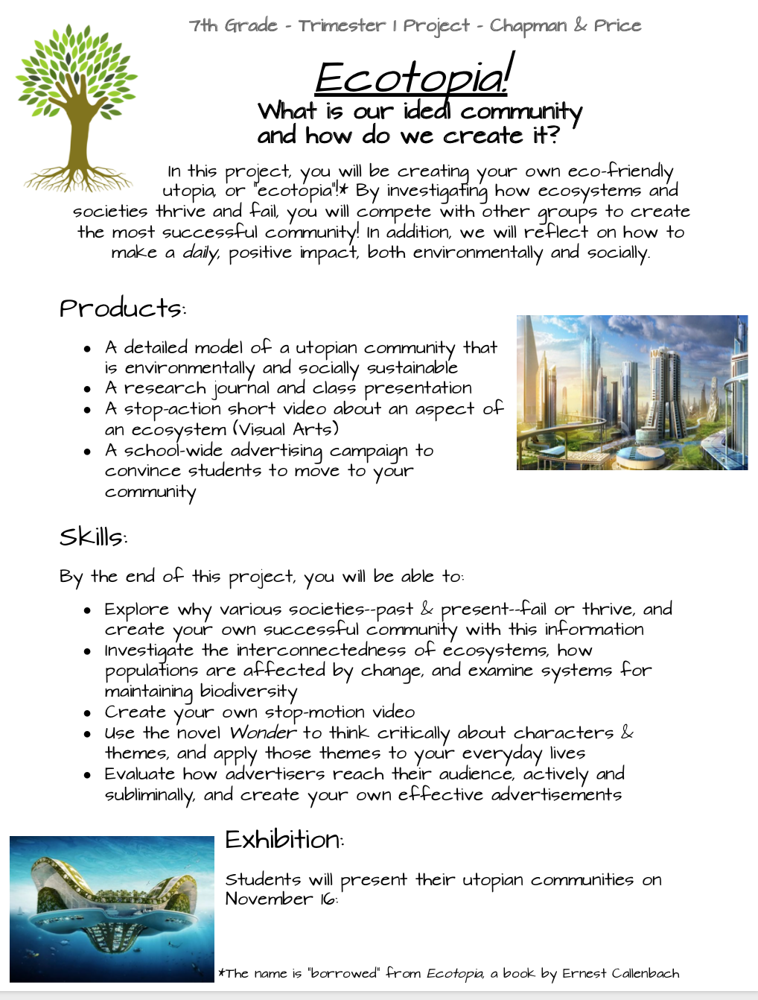 7th Grade - Trimester 1 Project - Chapman & Price
Ecotopia!
What is our ideal community
and how do we create it?
In this project, you will be creating your own eco-friendly
utopia, or "ecotopia"!* By investigating how ecosystems and
societies thrive and fail, you will compete with other groups to create
the most successful community! In addition, we will reflect on how to
make a daily, positive impact, both environmentally and socially.
Products:
● A detailed model of a utopian community that
is environmentally and socially sustainable
● A research journal and class presentation
● A stop-action short video about an aspect of
an ecosystem (Visual Arts)
● A school-wide advertising campaign to
convince students to move to your
community
Skills:
By the end of this project, you will be able to:
● Explore why various societies--past & present--fail or thrive, and
create your own successful community with this information
● Investigate the interconnectedness of ecosystems, how
populations are affected by change, and examine systems for
maintaining biodiversity
● Create your own stop-motion video
● Use the novel Wonder to think critically about characters &
themes, and apply those themes to your everyday lives
● Evaluate how advertisers reach their audience, actively and
subliminally, and create your own effective advertisements
Exhibition:
Students will present their utopian communities on
November 16:
*The name is "borrowed" from Ecotopia, a book by Ernest Callenbach